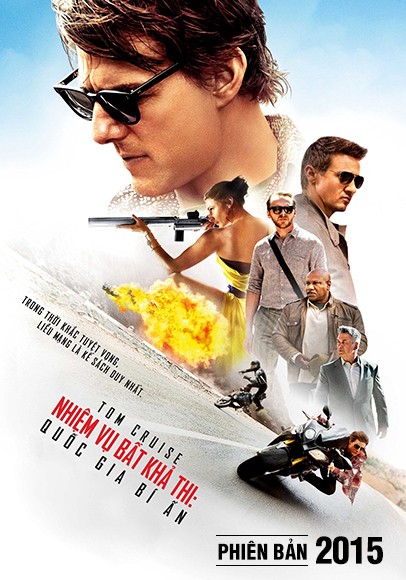 TRONG THỜI KHẮC TUYỆT VỌNG,
LIỀU MẠNG LÀ KẾ SÁCH DUY NHẤT.
TOM CRUISE
NHIỆM VỤ BẤT KHẢ THI:
QUỐC GIA BÍ ẨN
PHIÊN BẢN 2015